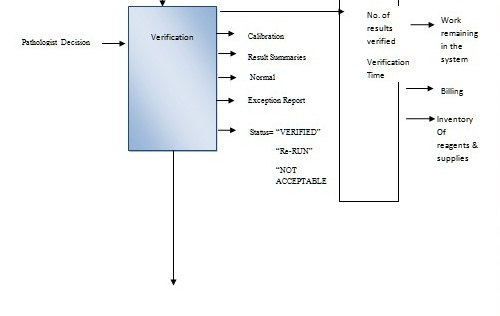 Pathologist Decision
Verification
Calibration
Result Summaries
Normal
Exception Report
Status= “VERIFIED”
“Re-RUN”
“NOT
ACCEPTABLE
No. of
results
verified
Verification
Time
Work
remaining
in the
system
Billing
Inventory
Of
reagents &
supplies